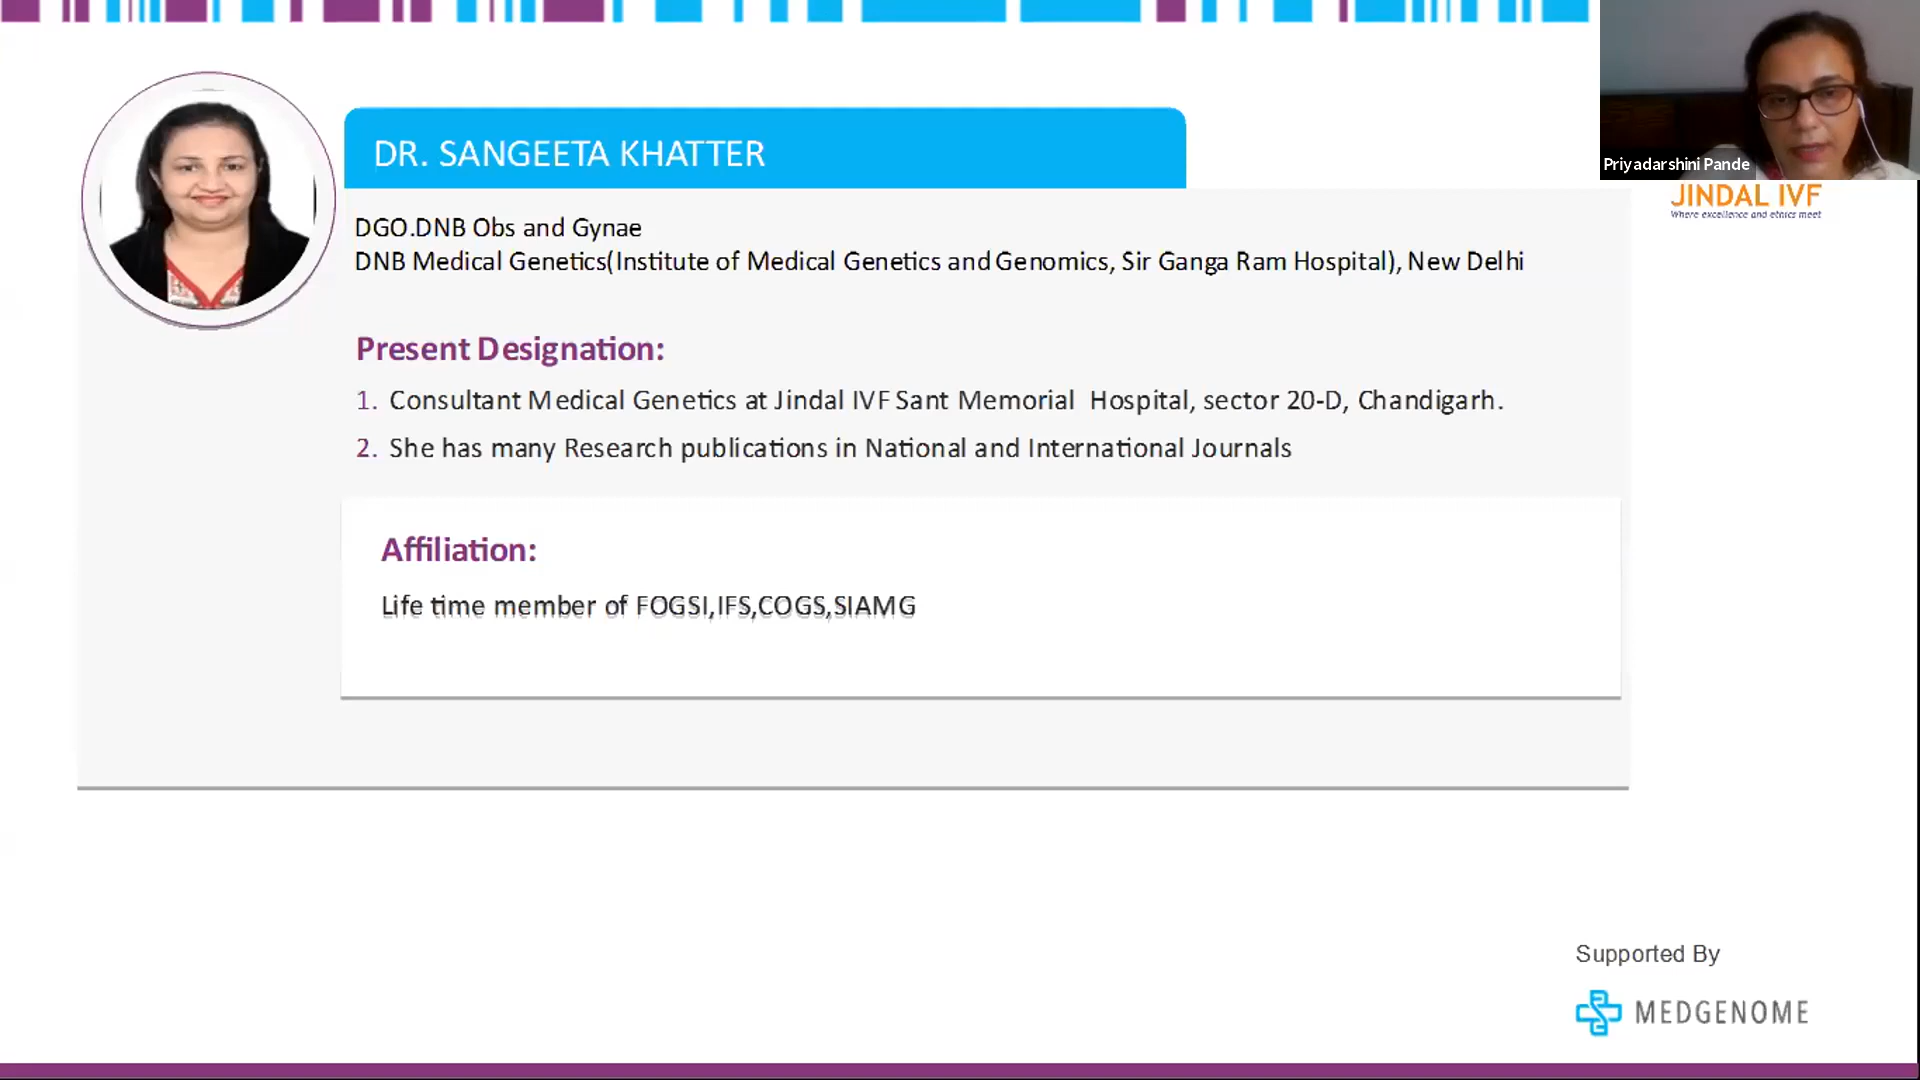 DR. SANGEETA KHATTER
DGO.DNB Obs and Gynae
DNB Medical Genetics(Institute of Medical Genetics and Genomics, Sir Ganga Ram Hospital), New Delhi
Present Designation:
1. Consultant Medical Genetics at Jindal IVF Sant Memorial Hospital, sector 20-D, Chandigarh.
2. She has many Research publications in National and International Journals
Affiliation:
Life time member of FOGSI,IFS,COGS,SIAMG
Priyadarshini Pande
JINDAL IVF
Where excellence and ethics meet
Supported By
MEDGENOME